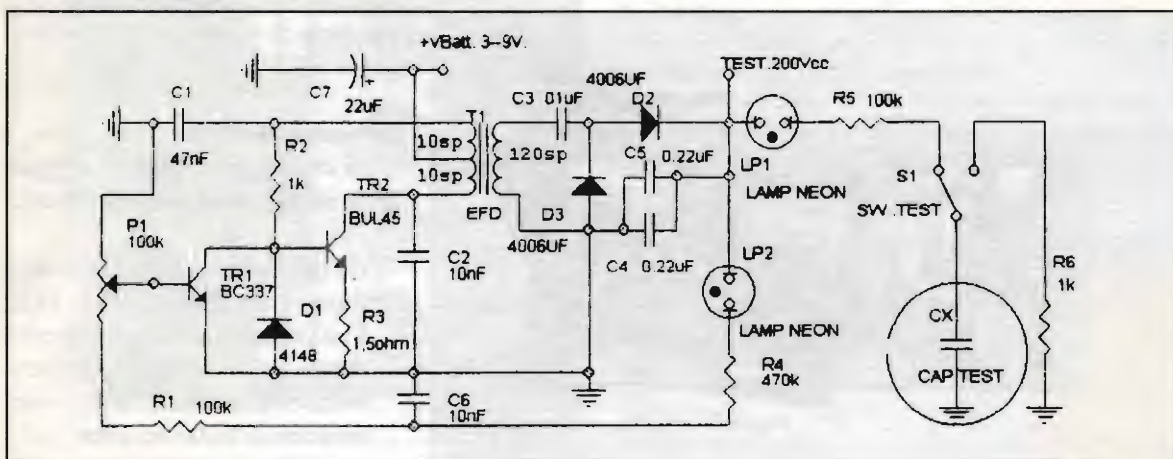 +VBatt. 3--9V.
C7
22uF
+
C1
47nF
R2
1k
T1
10sp
10sp
120sp
EFD
C3 .01uF
4006UF
D2
TEST.200Vcc
R5 100k
C5 0.22uF
LP1
LAMP NEON
S1
SW .TEST
TR2
BUL45
P1
100k
TR1
BC337
D1
4148
R3
1,5ohm
C2
10nF
D3
4006UF
C4 0.22uF
LP2
LAMP NEON
R6
1k
CX
CAP TEST
R4
470k
R1 100k
C6
10nF